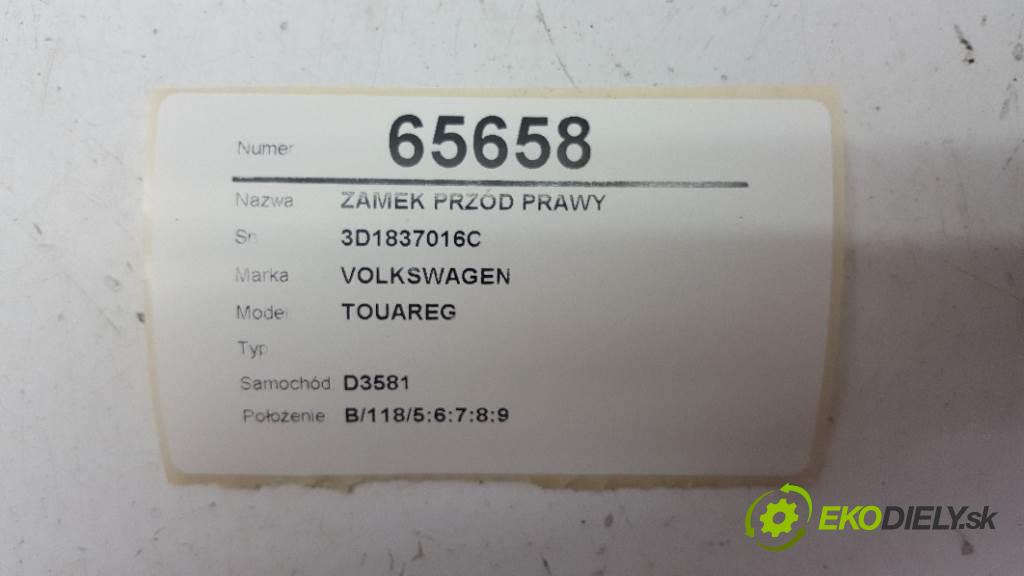 Numer 65658
Nazwa ZAMEK PRZÓD PRAWY
Sn 3D1837016C
Marka VOLKSWAGEN
Model TOUAREG
Typ
Samochód D3581
Położenie B/118/5:6:7:8:9
EKODIELY.sk